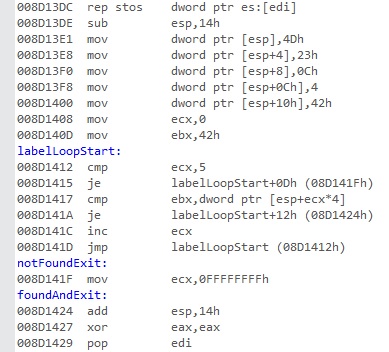 008D13DC rep stos dword ptr es:[edi]
008D13DE sub esp,14h
008D13E1 mov dword ptr [esp],4Dh
008D13E8 mov dword ptr [esp+4],23h
008D13F0 mov dword ptr [esp+8],0Ch
008D13F8 mov dword ptr [esp+0Ch],4
008D1400 mov dword ptr [esp+10h],42h
008D1408 mov ecx,0
008D140D mov ebx,42h
labelLoopStart:
008D1412 cmp ecx,5
008D1415 je labelLoopStart+0Dh (08D141Fh)
008D1417 cmp ebx,dword ptr [esp+ecx*4]
008D141A je labelLoopStart+12h (08D1424h)
008D141C inc ecx
008D141D jmp labelLoopStart (08D1412h)
notFoundExit:
008D141F mov ecx,0FFFFFFFFh
foundAndExit:
008D1424 add esp,14h
008D1427 xor eax,eax
008D1429 pop edi